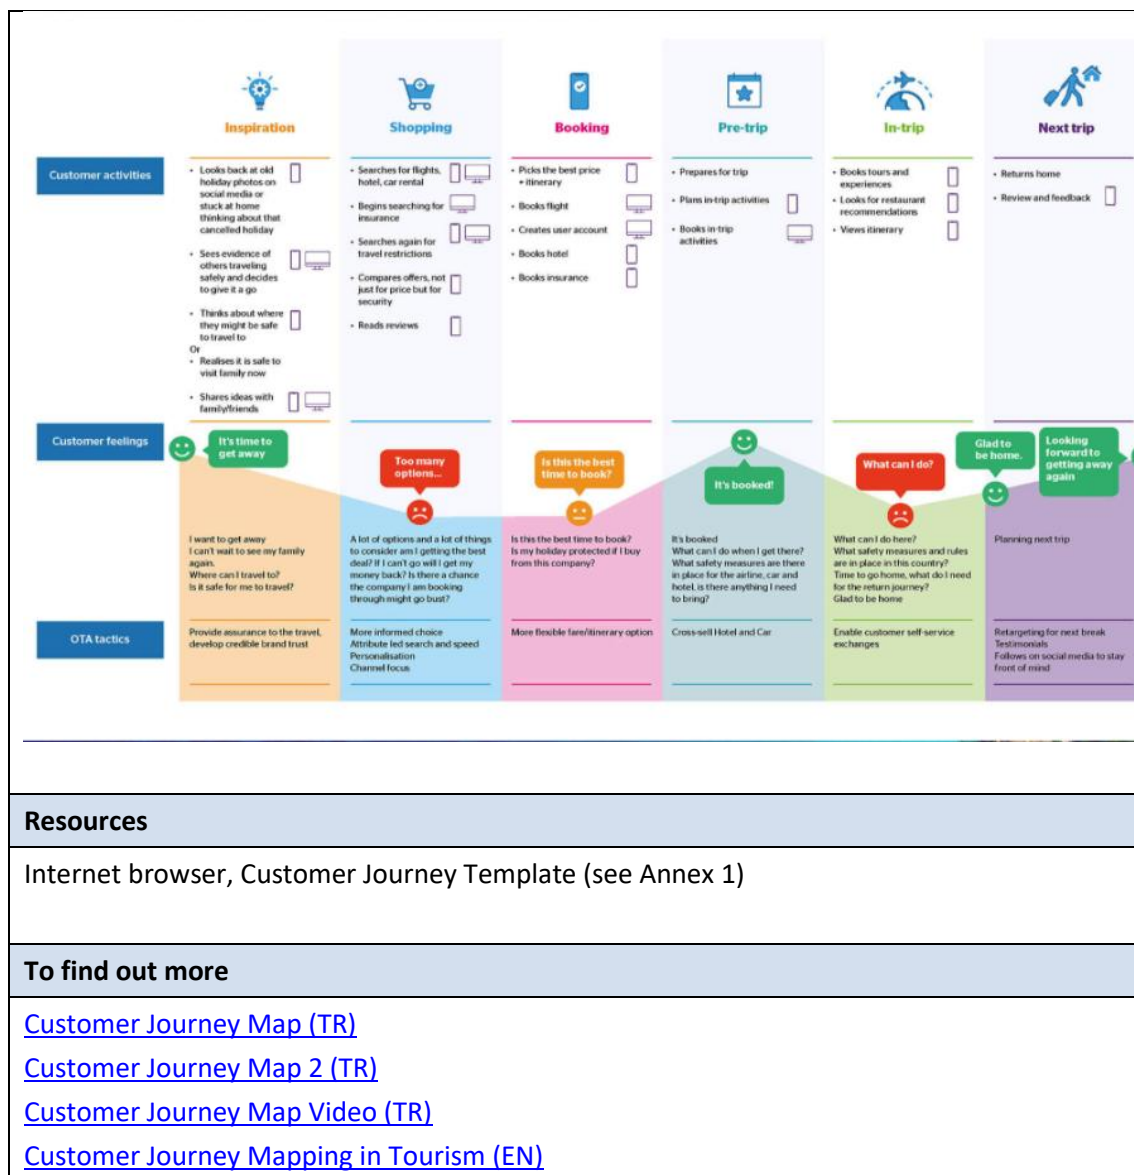 Inspiration
Shopping
Booking
Pre-trip
In-trip
Next trip
Customer activities
• Looks back at old
holiday photos on
social media or
stuck at home
thinking about that
cancelled holiday
• Sees evidence of
others traveling
safely and decides
to give it a go
• Thinks about where
they might be safe
to travel to
Or
• Realises it is safe to
visit family now
• Shares ideas with
family/friends
• Searches for flights,
hotel, car rental
• Begins searching for
insurance
• Searches again for
travel restrictions
• Compares offers, not
just for price but for
security
• Reads reviews
• Picks the best price
+ itinerary
• Books flight
• Creates user account
• Books hotel
• Books insurance
• Prepares for trip
• Plans in-trip activities
• Books in-trip
activities
• Books tours and
experiences
• Looks for restaurant
recommendations
• Views itinerary
• Returns home
• Review and feedback
Customer feelings
It's time to
get away
Too many
options...
Is this the best
time to book?
It's booked!
What can I do?
Glad to
be home.
Looking
forward to
getting away
again
I want to get away
I can't wait to see my family
again.
Where can I travel to?
Is it safe for me to travel?
A lot of options and a lot of things
to consider am I getting the best
deal? If I can't go will I get my
money back? Is there a chance
the company I am booking
through might go bust?
Is this the best time to book?
Is my holiday protected if I buy
from this company?
It's booked
What can I do when I get there?
What safety measures are there
in place for the airline, car and
hotel, is there anything I need
to bring?
What can I do here?
What safety measures and rules
are in place in this country?
Time to go home, what do I need
for the return journey?
Glad to be home
Planning next trip
OTA tactics
Provide assurance to the travel,
develop credible brand trust
More informed choice
Attribute led search and speed
Personalisation
Channel focus
More flexible fare/itinerary option
Cross-sell Hotel and Car
Enable customer self-service
exchanges
Retargeting for next break
Testimonials
Follows on social media to stay
front of mind
Resources
Internet browser, Customer Journey Template (see Annex 1)
To find out more
Customer Journey Map (TR)
Customer Journey Map 2 (TR)
Customer Journey Map Video (TR)
Customer Journey Mapping in Tourism (EN)